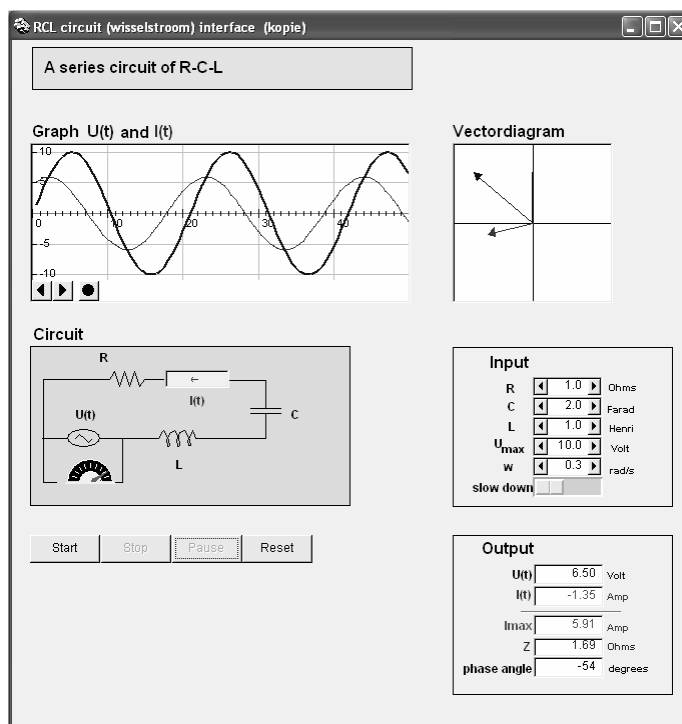 RCL circuit (wisselstroom) interface (kopie)
A series circuit of R-C-L
Graph U(t) and I(t)
Vectordiagram
10
5
0 10 20 30 40
-5
-10
Circuit
R
I(t)
U(t)
C
L
Input
R 1.0 Ohms
C 2.0 Farad
L 1.0 Henri
Umax 10.0 Volt
w 0.3 rad/s
slow down
Start Stop Pause Reset
Output
U(t) 6.50 Volt
I(t) -1.35 Amp
Imax 5.91 Amp
Z 1.69 Ohms
phase angle -54 degrees